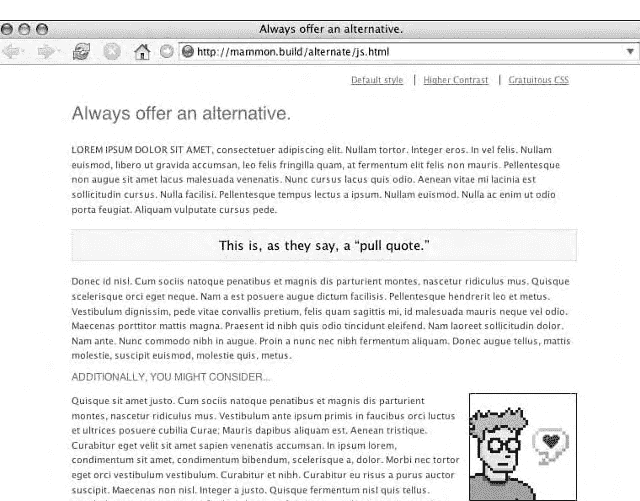 Always offer an alternative.
http://mammon.build/alternate/js.html
Default style | Higher Contrast | Gratuitous CSS
Always offer an alternative.
LOREM IPSUM DOLOR SIT AMET, consectetuer adipiscing elit. Nullam tortor. Integer eros. In vel felis. Nullam
euismod, libero ut gravida accumsan, leo felis fringilla quam, at fermentum elit felis non mauris. Pellentesque
non augue sit amet lacus malesuada venenatis. Nunc cursus lacus quis odio. Aenean vitae mi lacinia est
sollicitudin cursus. Nulla facilisi. Pellentesque tempus lectus a ipsum. Nullam euismod. Nulla ac enim ut odio
porta feugiat. Aliquam vulputate cursus pede.
This is, as they say, a “pull quote.”
Donec id nisl. Cum sociis natoque penatibus et magnis dis parturient montes, nascetur ridiculus mus. Quisque
scelerisque orci eget neque. Nam a est posuere augue dictum facilisis. Pellentesque hendrerit leo et metus.
Vestibulum dignissim, pede vitae convallis pretium, felis quam sagittis mi, id malesuada mauris neque vel odio.
Maecenas porttitor mattis magna. Praesent id nibh quis odio tincidunt eleifend. Nam laoreet sollicitudin dolor.
Nam ante. Nunc commodo nibh in augue. Proin a nunc nec nibh fermentum aliquam. Donec augue tellus, mattis
molestie, suscipit euismod, molestie quis, metus.
ADDITIONALLY, YOU MIGHT CONSIDER...
Quisque sit amet justo. Cum sociis natoque penatibus et magnis dis parturient
montes, nascetur ridiculus mus. Vestibulum ante ipsum primis in faucibus orci luctus
et ultrices posuere cubilia Curae; Mauris dapibus aliquam est. Aenean tristique.
Curabitur eget velit sit amet sapien venenatis accumsan. In ipsum lorem,
condimentum sit amet, condimentum bibendum, scelerisque a, dolor. Morbi nec tortor
eget orci vestibulum vestibulum. Curabitur et nibh. Curabitur eu risus a purus auctor
suscipit. Maecenas non nisl. Integer a justo. Quisque fermentum nisl quis tellus.